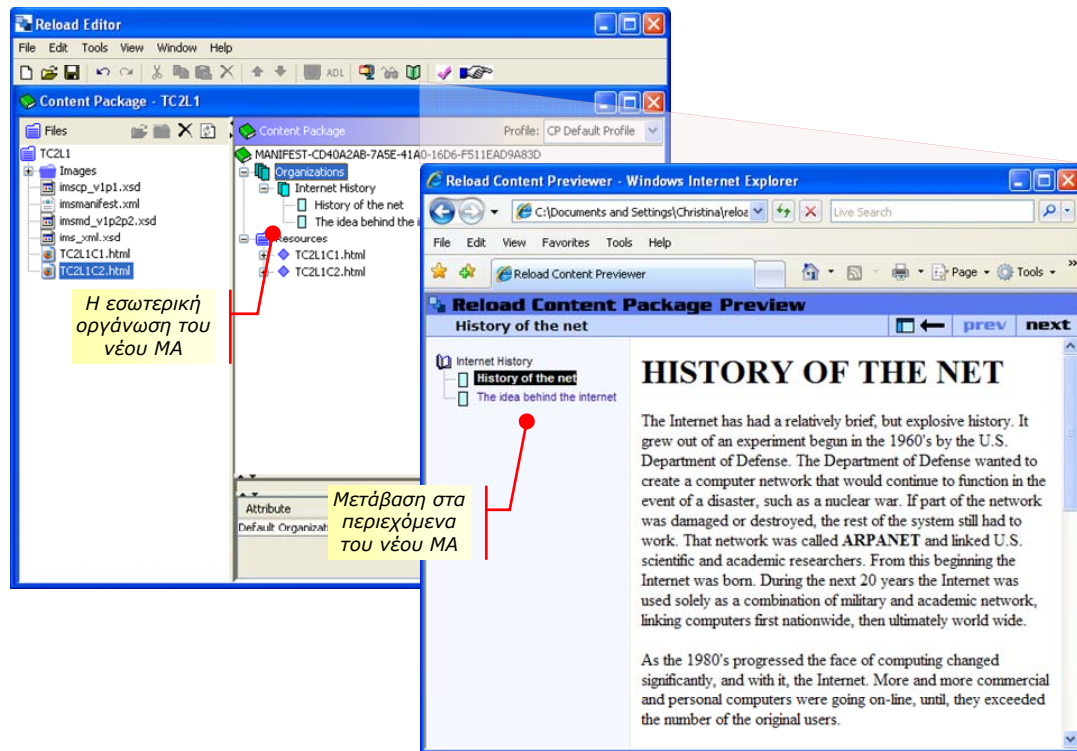 Reload Editor
File Edit Tools View Window Help
ADL
Content Package - TC2L1
Files
Content Package
Profile: CP Default Profile
TC2L1
Images
imscp_v1p1.xsd
imsmanifest.xml
imsmd_v1p2p2.xsd
ims_xml.xsd
TC2L1C1.html
TC2L1C2.html
MANIFEST-CD40A2AB-7A5E-41A0-16D6-F511EAD9A83D
Organizations
Internet History
History of the net
The idea behind the i
Resources
TC2L1C1.html
TC2L1C2.html
Η εσωτερική
οργάνωση του
νέου ΜΑ
Attribute
Default Organizat
Μετάβαση στα
περιεχόμενα
του νέου ΜΑ
Reload Content Previewer - Windows Internet Explorer
C:\Documents and Settings\Christina\reloa
Live Search
File Edit View Favorites Tools Help
Reload Content Previewer
Page Tools »
Reload Content Package Preview
History of the net
prev next
Internet History
History of the net
The idea behind the internet
HISTORY OF THE NET
The Internet has had a relatively brief, but explosive history. It
grew out of an experiment begun in the 1960's by the U.S.
Department of Defense. The Department of Defense wanted to
create a computer network that would continue to function in the
event of a disaster, such as a nuclear war. If part of the network
was damaged or destroyed, the rest of the system still had to
work. That network was called ARPANET and linked U.S.
scientific and academic researchers. From this beginning the
Internet was born. During the next 20 years the Internet was
used solely as a combination of military and academic network,
linking computers first nationwide, then ultimately world wide.
As the 1980's progressed the face of computing changed
significantly, and with it, the Internet. More and more commercial
and personal computers were going on-line, until, they exceeded
the number of the original users.